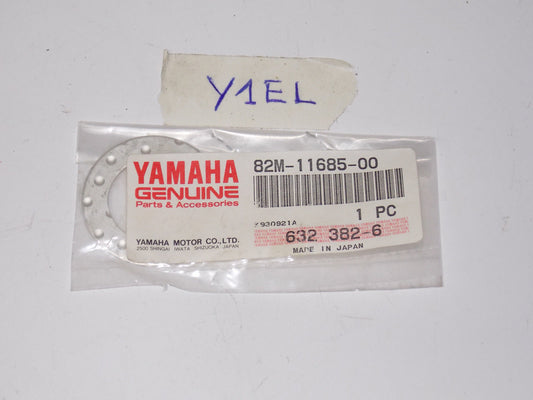 Y1EL
YAMAHA
GENUINE
Parts & Accessories
YAMAHA MOTOR CO., LTD.
2500 SHINGAI IWATA SHIZUOKA JAPAN
82M-11685-00
1 PC
Z930921A
632 382-6
MADE IN JAPAN